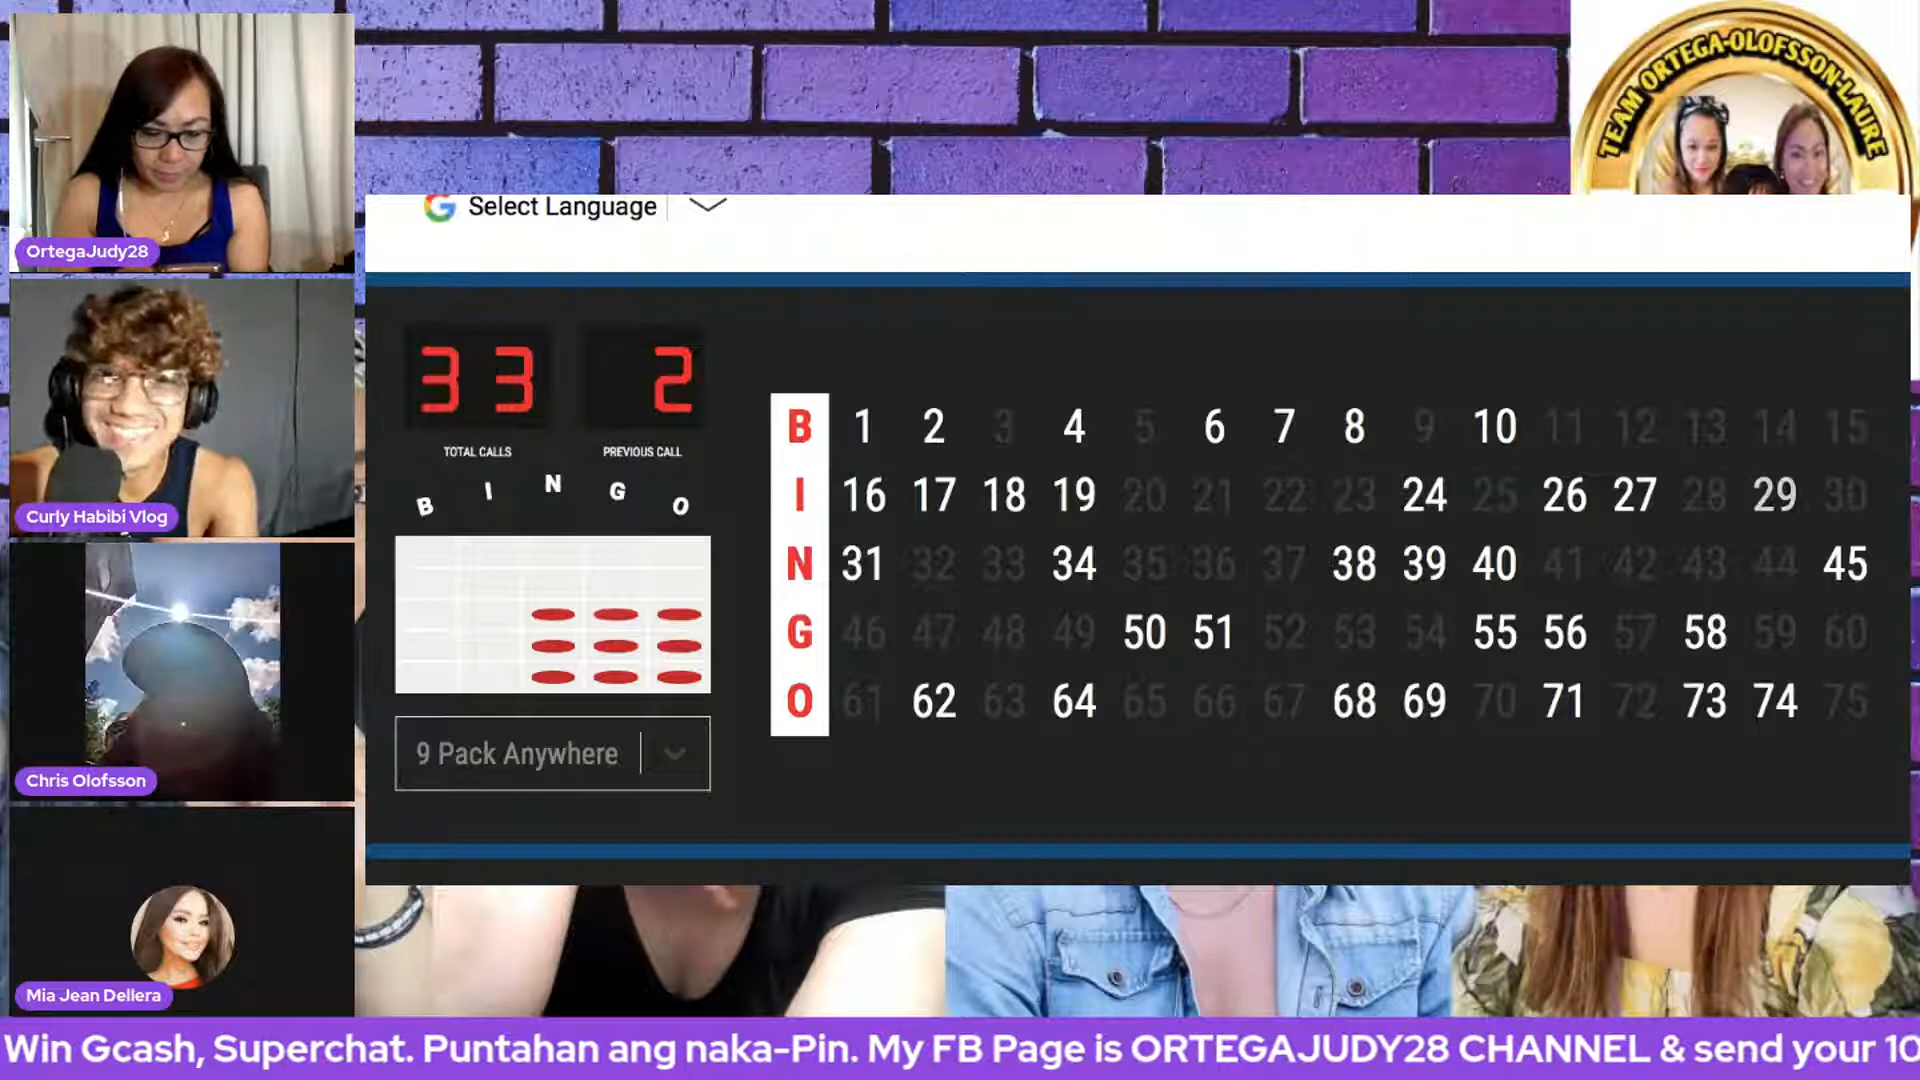 TEAM ORTEGA-OLOFSSON-LAURE
OrtegaJudy28
Select Language
33 2
TOTAL CALLS PREVIOUS CALL
B I N G O
B 1 2 3 4 5 6 7 8 9 10 11 12 13 14 15
I 16 17 18 19 20 21 22 23 24 25 26 27 28 29 30
N 31 32 33 34 35 36 37 38 39 40 41 42 43 44 45
G 46 47 48 49 50 51 52 53 54 55 56 57 58 59 60
O 61 62 63 64 65 66 67 68 69 70 71 72 73 74 75
9 Pack Anywhere
Curly Habibi Vlog
Chris Olofsson
Mia Jean Dellera
Win Gcash, Superchat. Puntahan ang naka-Pin. My FB Page is ORTEGAJUDY28 CHANNEL & send your 10